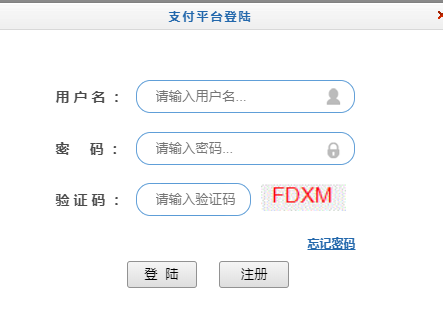 支付平台登陆
用户名： 请输入用户名...
密 码： 请输入密码...
验证码： 请输入验证码 FDXM
忘记密码
登 陆 注册